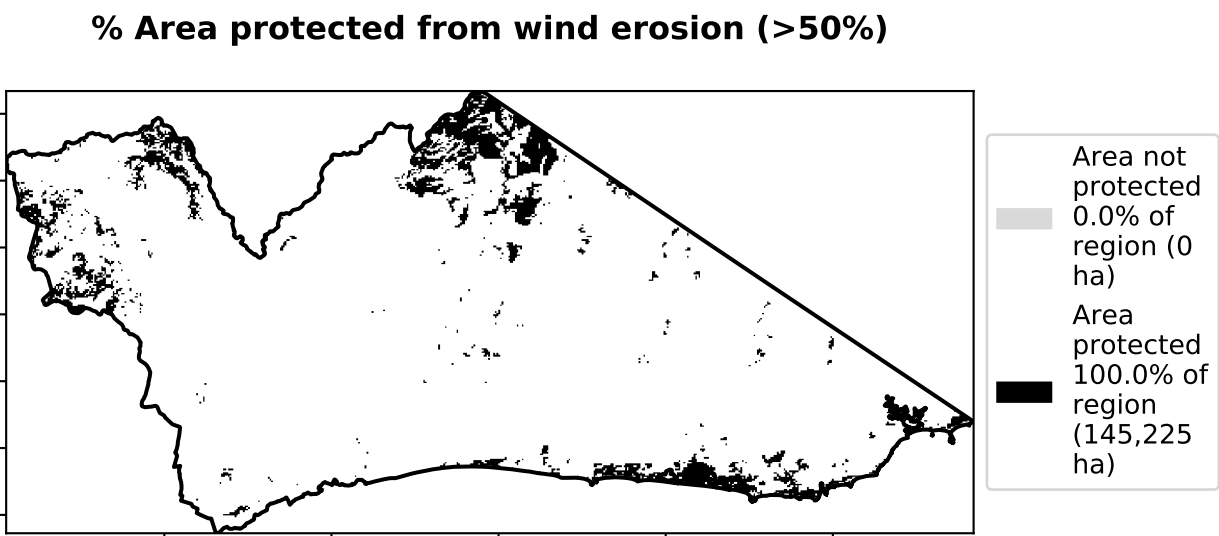 % Area protected from wind erosion (>50%)
Area not
protected
0.0% of
region (0
ha)
Area
protected
100.0% of
region
(145,225
ha)